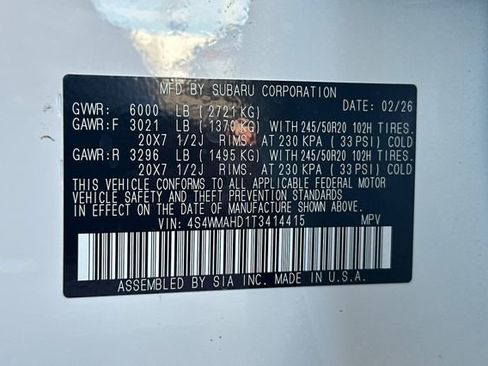 MFD BY SUBARU CORPORATION
GVWR: 6000 LB (2721 KG) DATE: 02/26
GAWR:F 3021 LB (1370 KG) WITH 245/50R20 102H TIRES.
20X7 1/2J RIMS. AT 230 KPA ( 33 PSI) COLD
GAWR:R 3296 LB (1495 KG) WITH 245/50R20 102H TIRES.
20X7 1/2J RIMS. AT 230 KPA ( 33 PSI) COLD
THIS VEHICLE CONFORMS TO ALL APPLICABLE FEDERAL MOTOR
VEHICLE SAFETY AND THEFT PREVENTION STANDARDS
IN EFFECT ON THE DATE OF MANUFACTURE SHOWN ABOVE.
VIN: 4S4WMAHD1T3414415 MPV
ASSEMBLED BY SIA INC. MADE IN U.S.A.